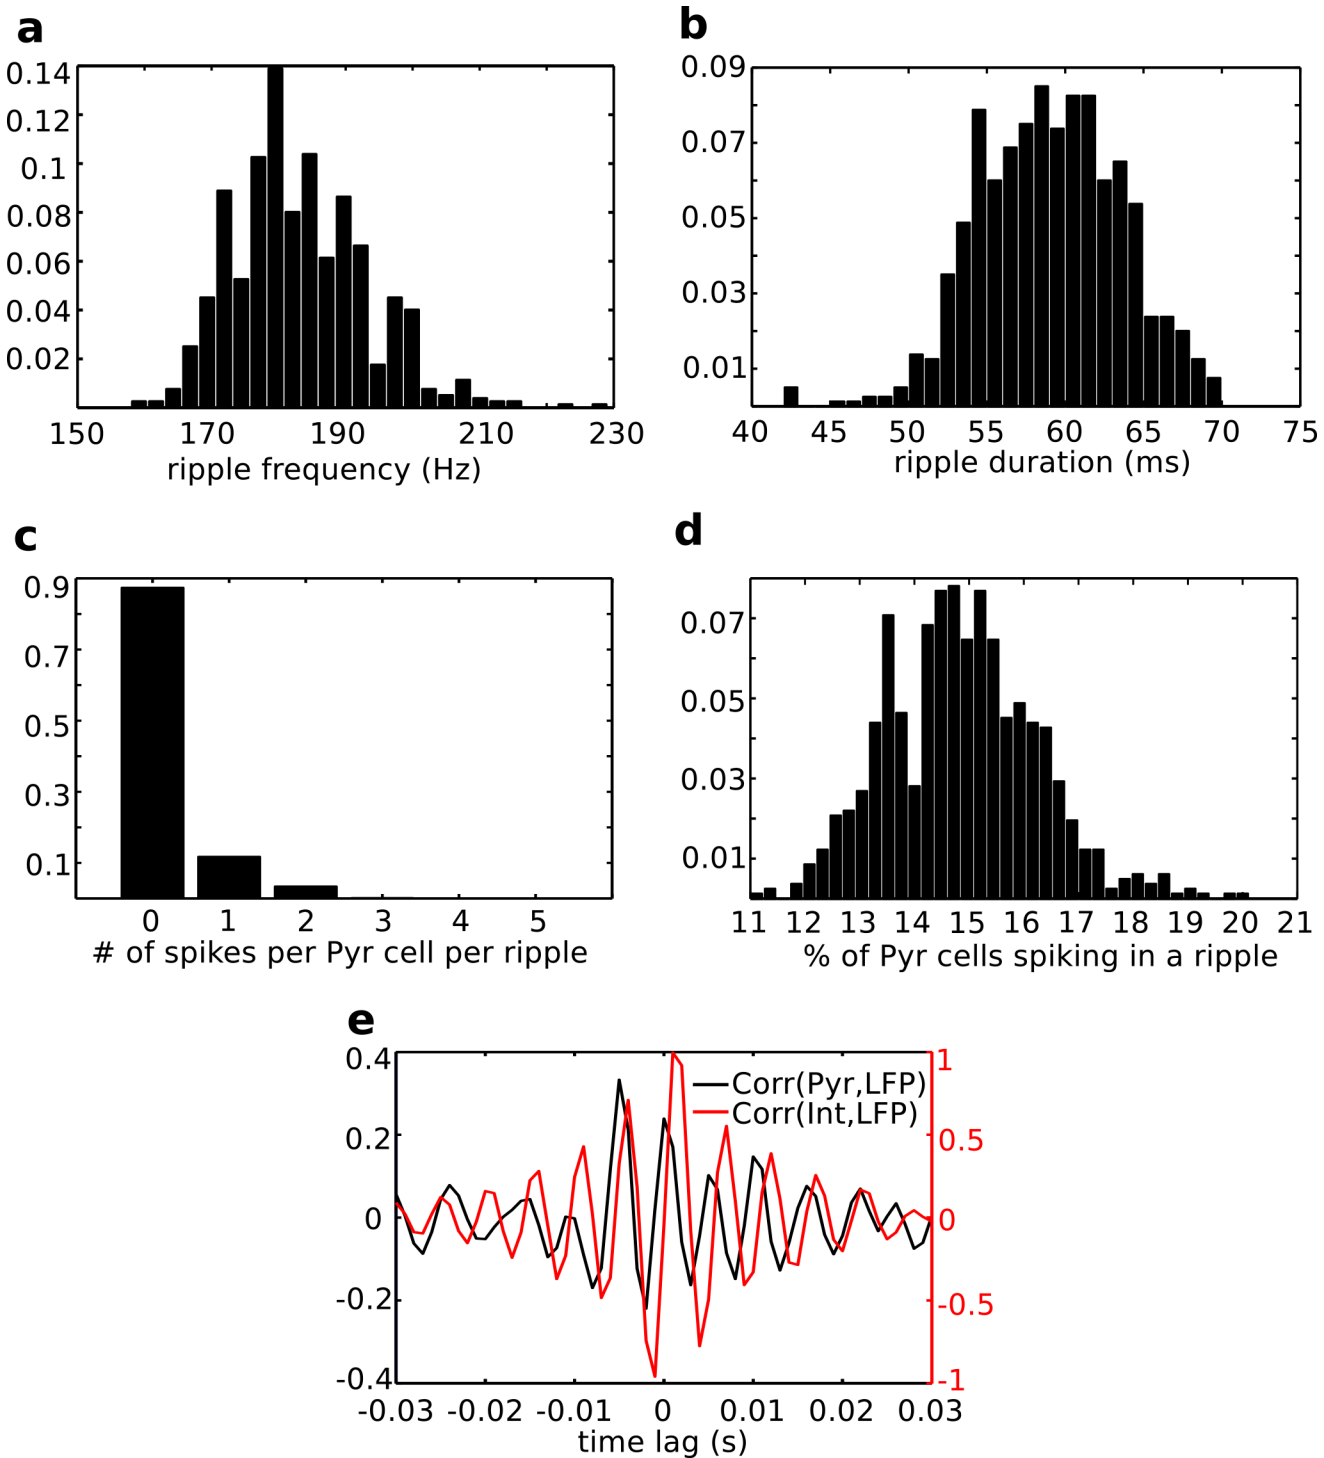 a
0.14
0.12
0.1
0.08
0.06
0.04
0.02
150 170 190 210 230
ripple frequency (Hz)
b
0.09
0.07
0.05
0.03
0.01
40 45 50 55 60 65 70 75
ripple duration (ms)
c
0.9
0.7
0.5
0.3
0.1
0 1 2 3 4 5
# of spikes per Pyr cell per ripple
d
0.07
0.05
0.03
0.01
11 12 13 14 15 16 17 18 19 20 21
% of Pyr cells spiking in a ripple
e
0.4
0.2
0
-0.2
-0.4
1
0.5
0
-0.5
-1
Corr(Pyr,LFP)
Corr(Int,LFP)
-0.03 -0.02 -0.01 0 0.01 0.02 0.03
time lag (s)